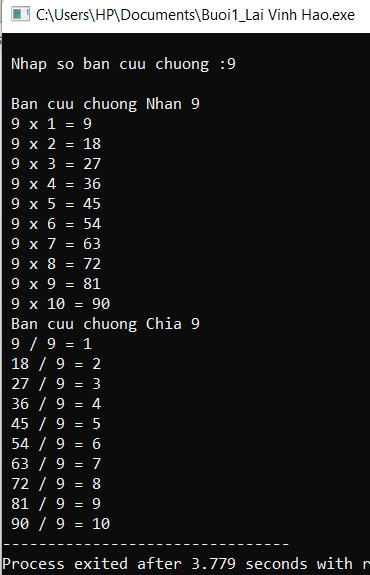 C:\Users\HP\Documents\Buoi1_Lai Vinh Hao.exe
Nhap so ban cuu chuong :9
Ban cuu chuong Nhan 9
9 x 1 = 9
9 x 2 = 18
9 x 3 = 27
9 x 4 = 36
9 x 5 = 45
9 x 6 = 54
9 x 7 = 63
9 x 8 = 72
9 x 9 = 81
9 x 10 = 90
Ban cuu chuong Chia 9
9 / 9 = 1
18 / 9 = 2
27 / 9 = 3
36 / 9 = 4
45 / 9 = 5
54 / 9 = 6
63 / 9 = 7
72 / 9 = 8
81 / 9 = 9
90 / 9 = 10
--------------------------------
Process exited after 3.779 seconds with r